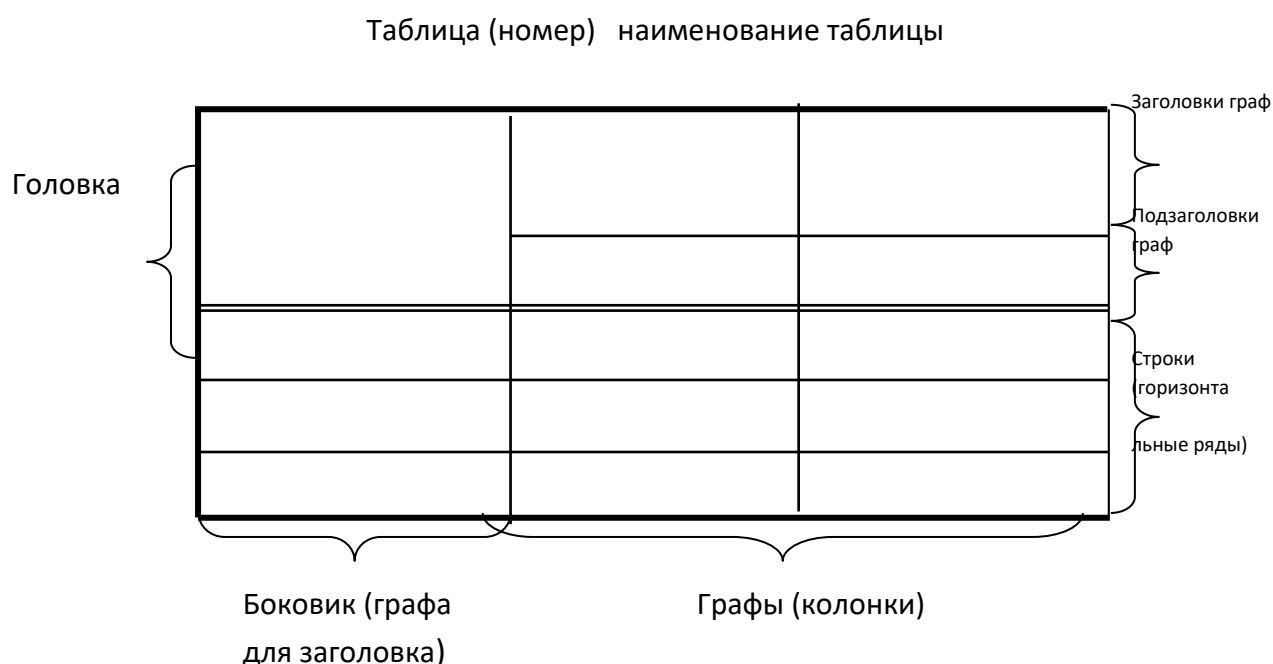 Таблица (номер) наименование таблицы
Заголовки граф
Головка
Подзаголовки
граф
Строки
(горизонта
льные ряды)
Боковик (графа
для заголовка)
Графы (колонки)